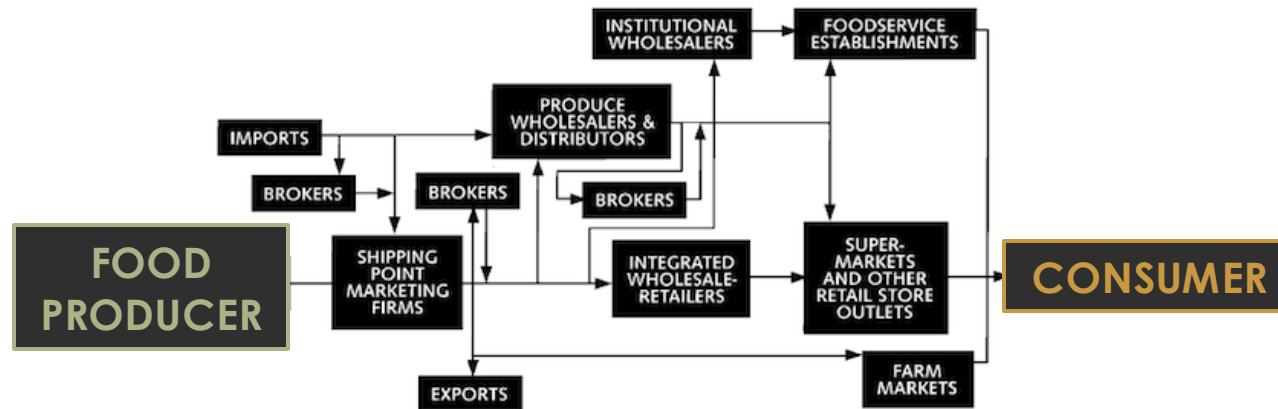 INSTITUTIONAL
WHOLESALERS
FOODSERVICE
ESTABLISHMENTS
PRODUCE
WHOLESALERS &
DISTRIBUTORS
IMPORTS
BROKERS
BROKERS
BROKERS
FOOD
PRODUCER
SHIPPING
POINT
MARKETING
FIRMS
INTEGRATED
WHOLESALE-
RETAILERS
SUPER-
MARKETS
AND OTHER
RETAIL STORE
OUTLETS
CONSUMER
EXPORTS
FARM
MARKETS